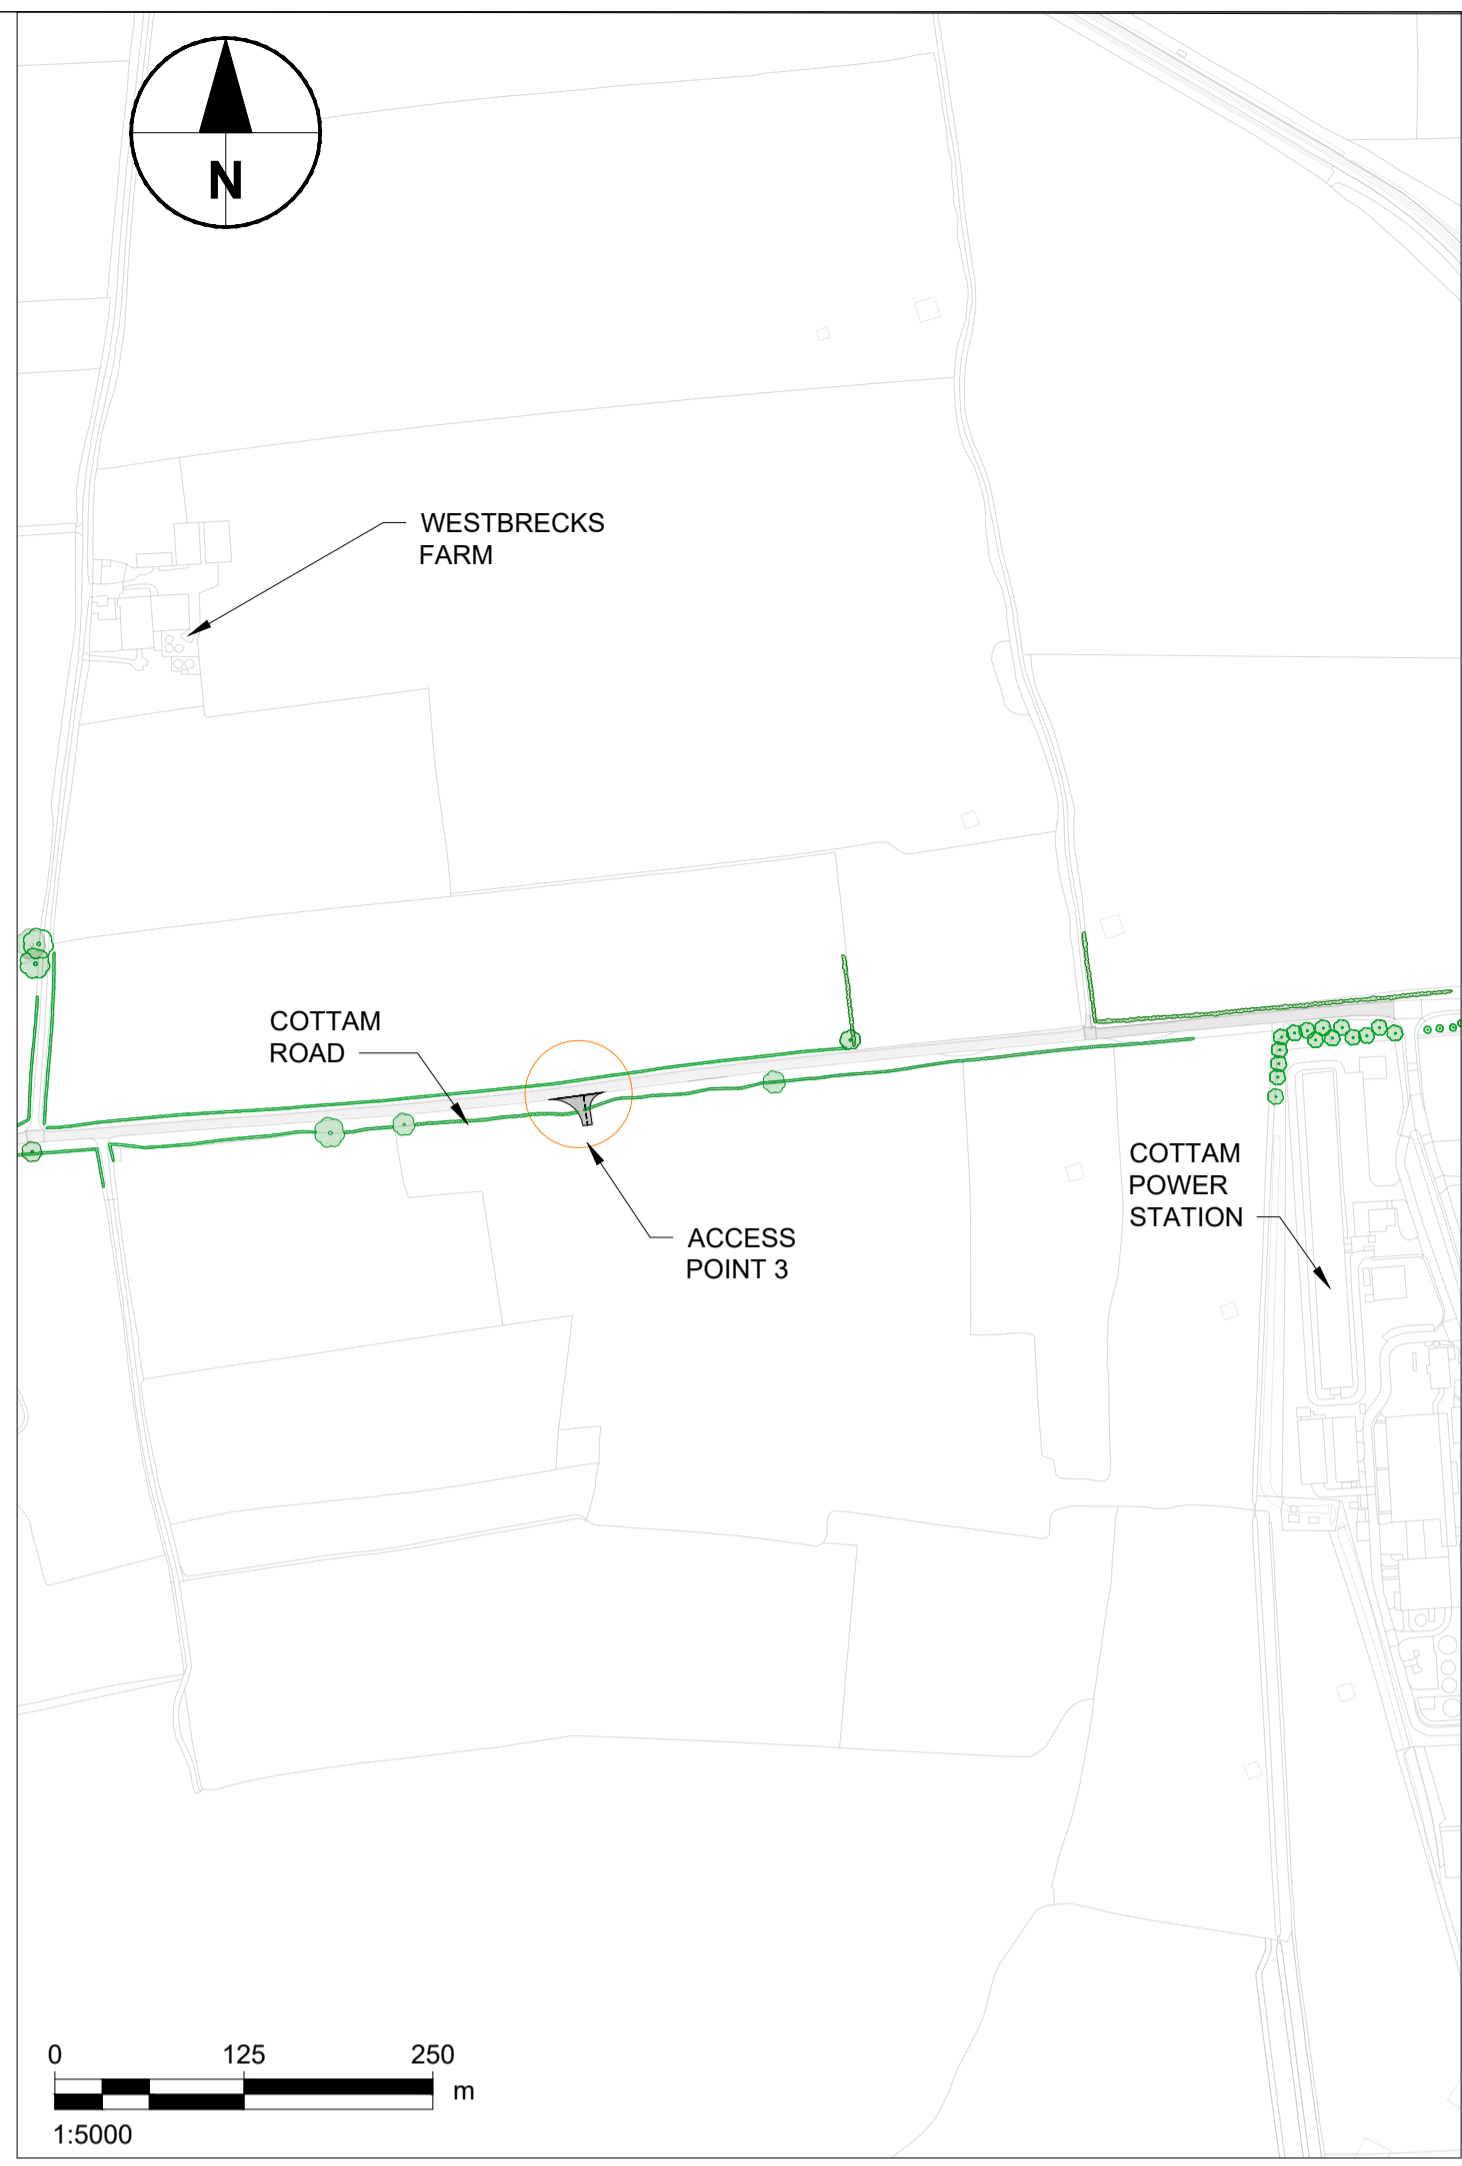 N
WESTBRECKS
FARM
COTTAM
ROAD
ACCESS
POINT 3
COTTAM
POWER
STATION
0 125 250
m
1:5000